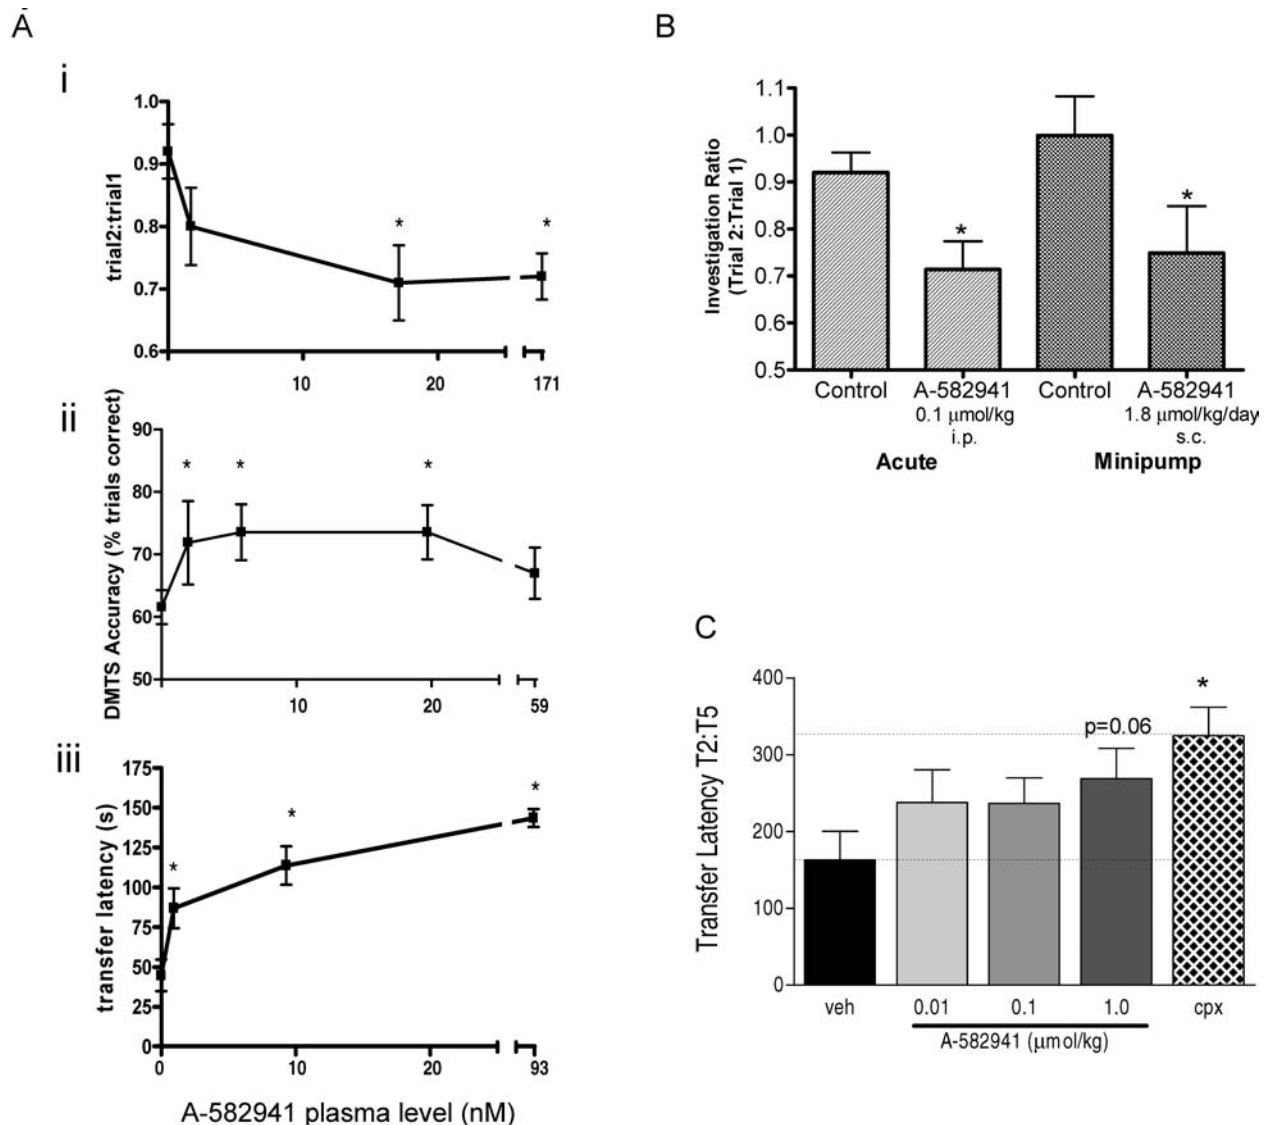 A
i
trial2:trial1
1.0
0.9
0.8
0.7
0.6
* *
10 20 171
ii
DMTS Accuracy (% trials correct)
90
80
70
60
50
* * *
10 20 59
iii
transfer latency (s)
175
150
125
100
75
50
25
0
* * *
0 10 20 93
A-582941 plasma level (nM)
B
Investigation Ratio
(Trial 2:Trial 1)
1.1
1.0
0.9
0.8
0.7
0.6
0.5
* *
Control A-582941 Control A-582941
0.1 μmol/kg 1.8 μmol/kg/day
i.p. s.c.
Acute Minipump
C
Transfer Latency T2:T5
400
300
200
100
0
*
p=0.06
veh 0.01 0.1 1.0 cpx
A-582941 (μmol/kg)